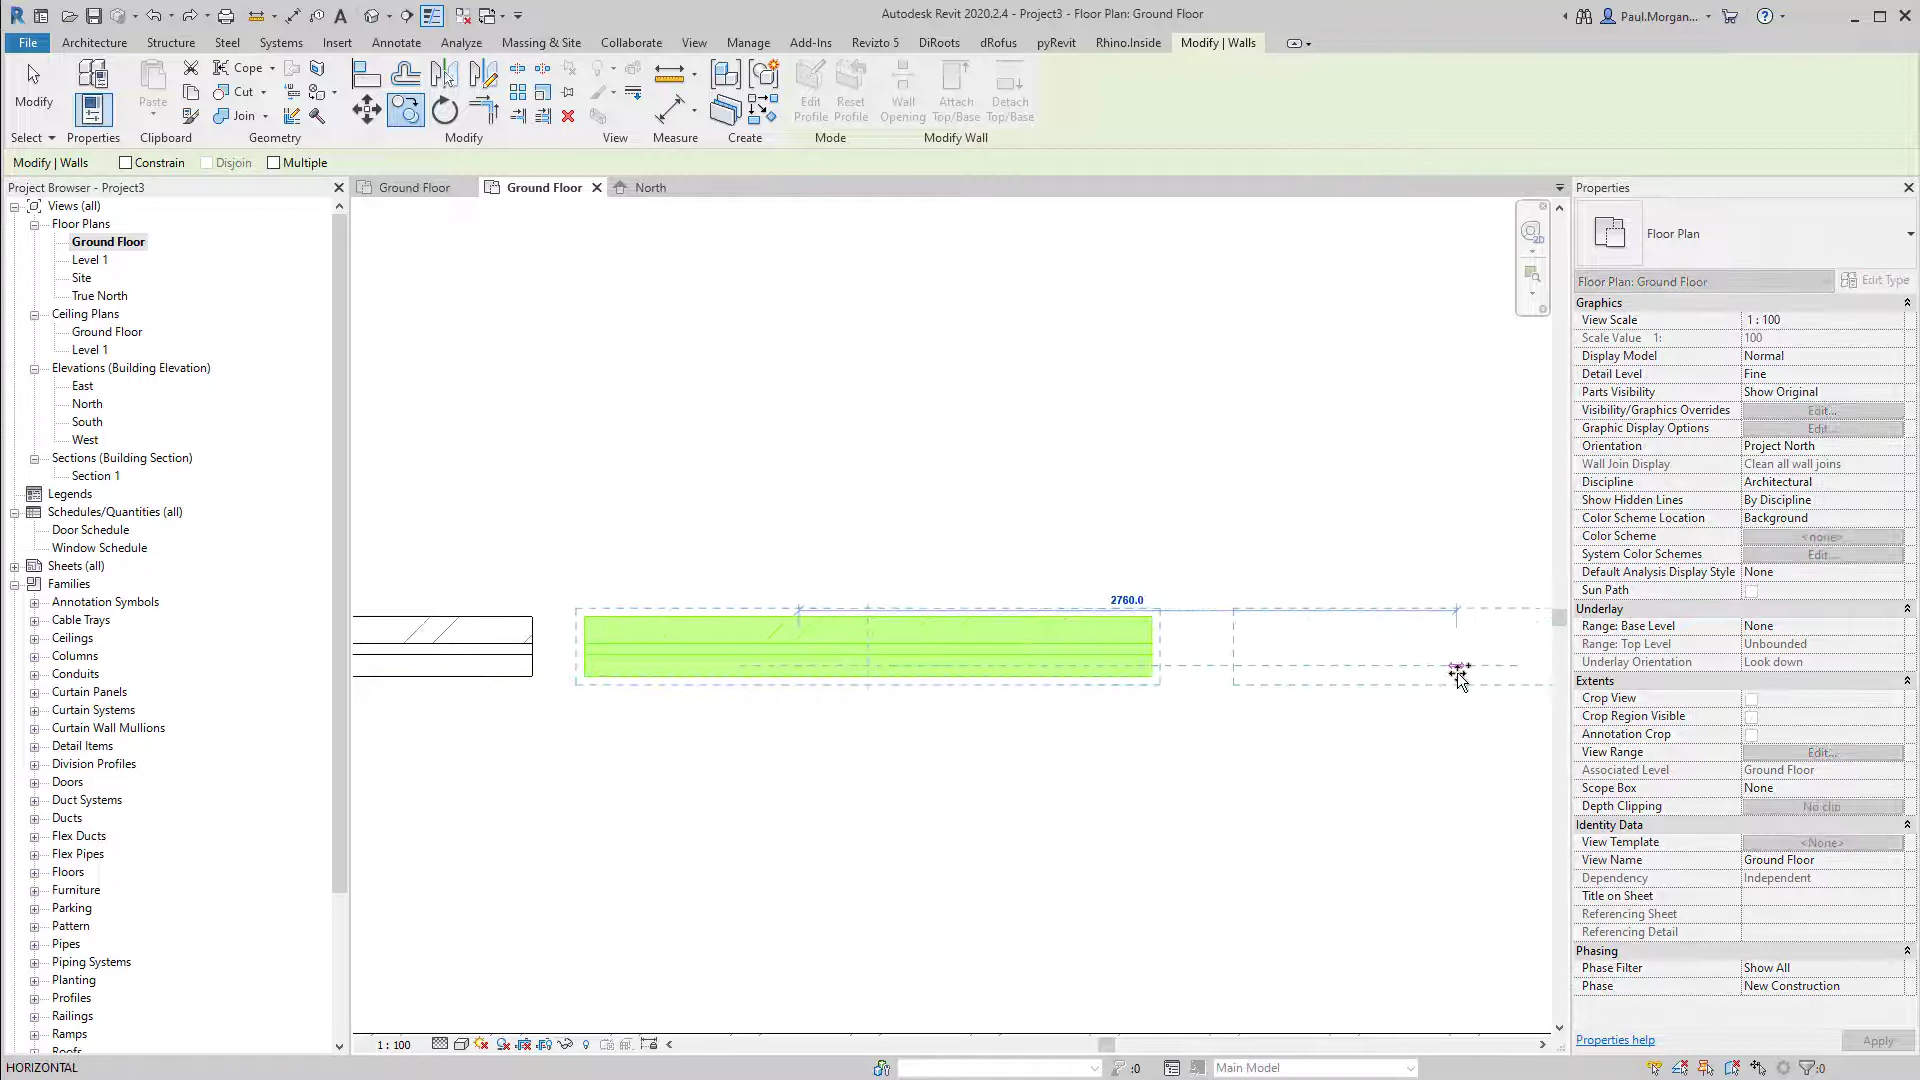 Autodesk Revit 2020.2.4 - Project3 - Floor Plan: Ground Floor
Paul.Morgan...
File Architecture Structure Steel Systems Insert Annotate Analyze Massing & Site Collaborate View Manage Add-Ins Revizto 5 DiRoots dRofus pyRevit Rhino.Inside Modify | Walls
Modify
Paste
Cope
Cut
Join
Edit Profile
Reset Profile
Wall Opening
Attach Top/Base
Detach Top/Base
Select Properties Clipboard Geometry Modify View Measure Create Mode Modify Wall
Modify | Walls Constrain Disjoin Multiple
Project Browser - Project3
Views (all)
Floor Plans
Ground Floor
Level 1
Site
True North
Ceiling Plans
Ground Floor
Level 1
Elevations (Building Elevation)
East
North
South
West
Sections (Building Section)
Section 1
Legends
Schedules/Quantities (all)
Door Schedule
Window Schedule
Sheets (all)
Families
Annotation Symbols
Cable Trays
Ceilings
Columns
Conduits
Curtain Panels
Curtain Systems
Curtain Wall Mullions
Detail Items
Division Profiles
Doors
Duct Systems
Ducts
Flex Ducts
Flex Pipes
Floors
Furniture
Parking
Pattern
Pipes
Piping Systems
Planting
Profiles
Railings
Ramps
Roofs
Ground Floor Ground Floor North
2D
2760.0
1 : 100
Properties
Floor Plan
Floor Plan: Ground Floor Edit Type
Graphics
View Scale 1 : 100
Scale Value 1: 100
Display Model Normal
Detail Level Fine
Parts Visibility Show Original
Visibility/Graphics Overrides Edit...
Graphic Display Options Edit...
Orientation Project North
Wall Join Display Clean all wall joins
Discipline Architectural
Show Hidden Lines By Discipline
Color Scheme Location Background
Color Scheme <none>
System Color Schemes Edit...
Default Analysis Display Style None
Sun Path
Underlay
Range: Base Level None
Range: Top Level Unbounded
Underlay Orientation Look down
Extents
Crop View
Crop Region Visible
Annotation Crop
View Range Edit...
Associated Level Ground Floor
Scope Box None
Depth Clipping No clip
Identity Data
View Template <None>
View Name Ground Floor
Dependency Independent
Title on Sheet
Referencing Sheet
Referencing Detail
Phasing
Phase Filter Show All
Phase New Construction
Properties help Apply
HORIZONTAL
:0
Main Model
:0